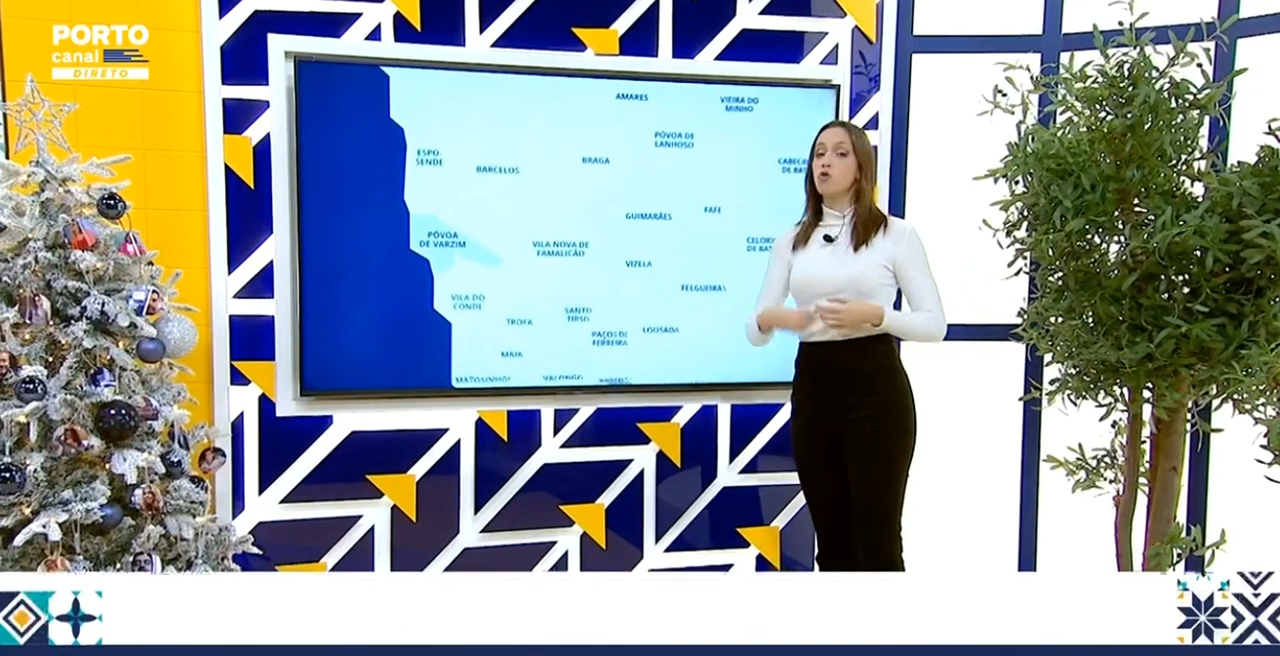 PORTO
canal
DIRETO
AMARES
VIEIRA DO
MINHO
PÓVOA DE
LANHOSO
ESPO-
SENDE
BARCELOS
BRAGA
GUIMARÃES
FAFE
PÓVOA
DE VARZIM
VILA NOVA DE
FAMALICÃO
VIZELA
FELGUEIRAS
VILA DO
CONDE
TROFA
SANTO
TIRSO
PAÇOS DE
FERREIRA
LOUSADA
MAIA
MATOSINHOS
VALONGO